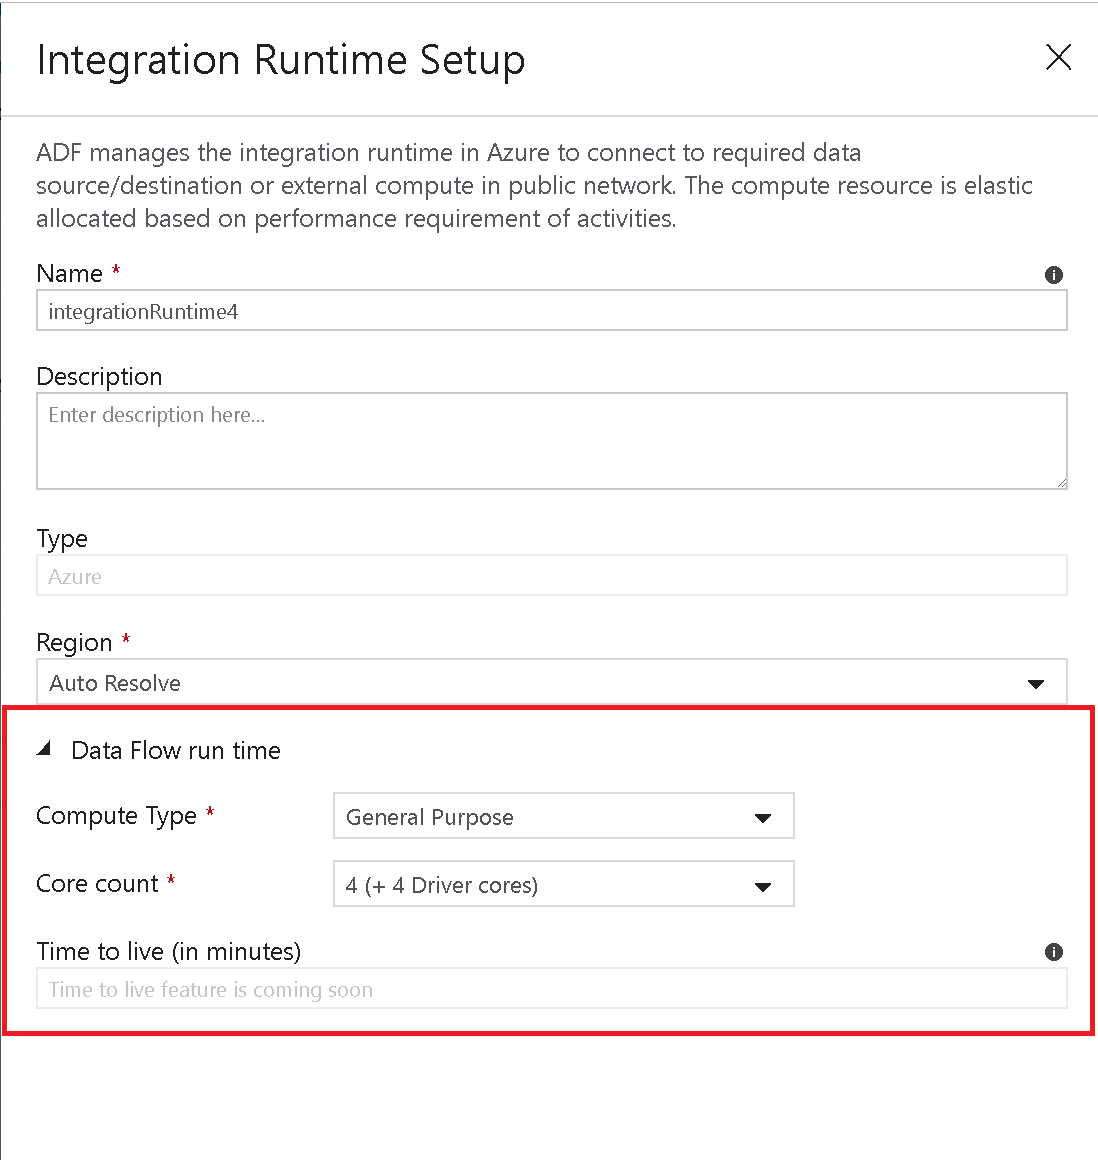 Integration Runtime Setup
ADF manages the integration runtime in Azure to connect to required data
source/destination or external compute in public network. The compute resource is elastic
allocated based on performance requirement of activities.
Name *
integrationRuntime4
Description
Enter description here...
Type
Azure
Region *
Auto Resolve
Data Flow run time
Compute Type *
General Purpose
Core count *
4 (+ 4 Driver cores)
Time to live (in minutes)
Time to live feature is coming soon